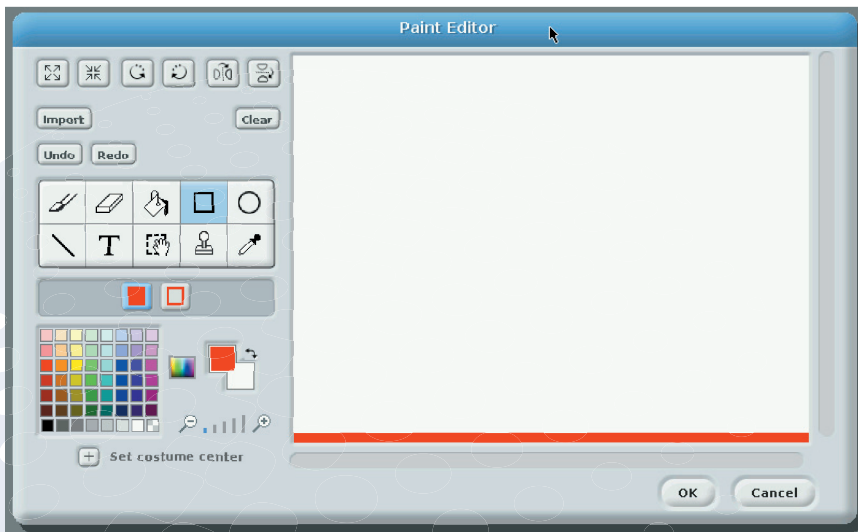 Paint Editor
Import
Clear
Undo
Redo
T
Set costume center
OK
Cancel